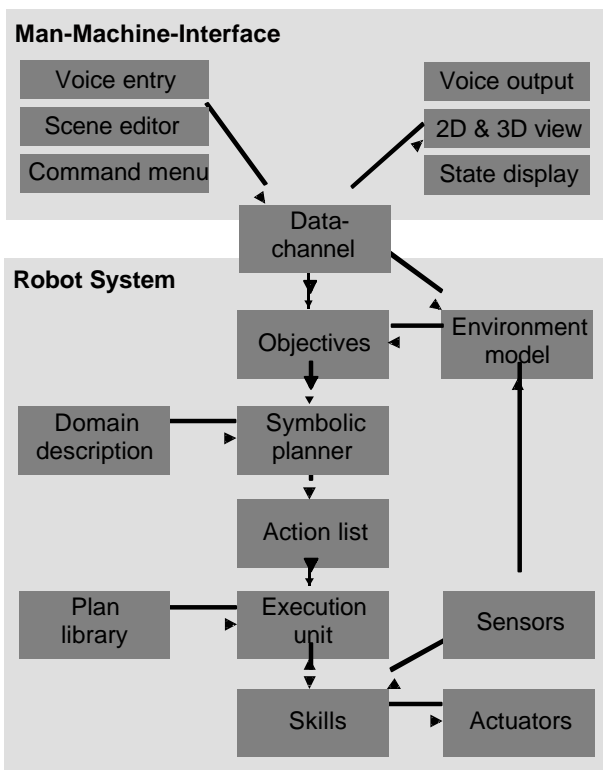 Man-Machine-Interface
Voice entry
Scene editor
Command menu
Voice output
2D & 3D view
State display
Data-
channel
Robot System
Objectives
Environment
model
Domain
description
Symbolic
planner
Action list
Plan
library
Execution
unit
Sensors
Skills
Actuators